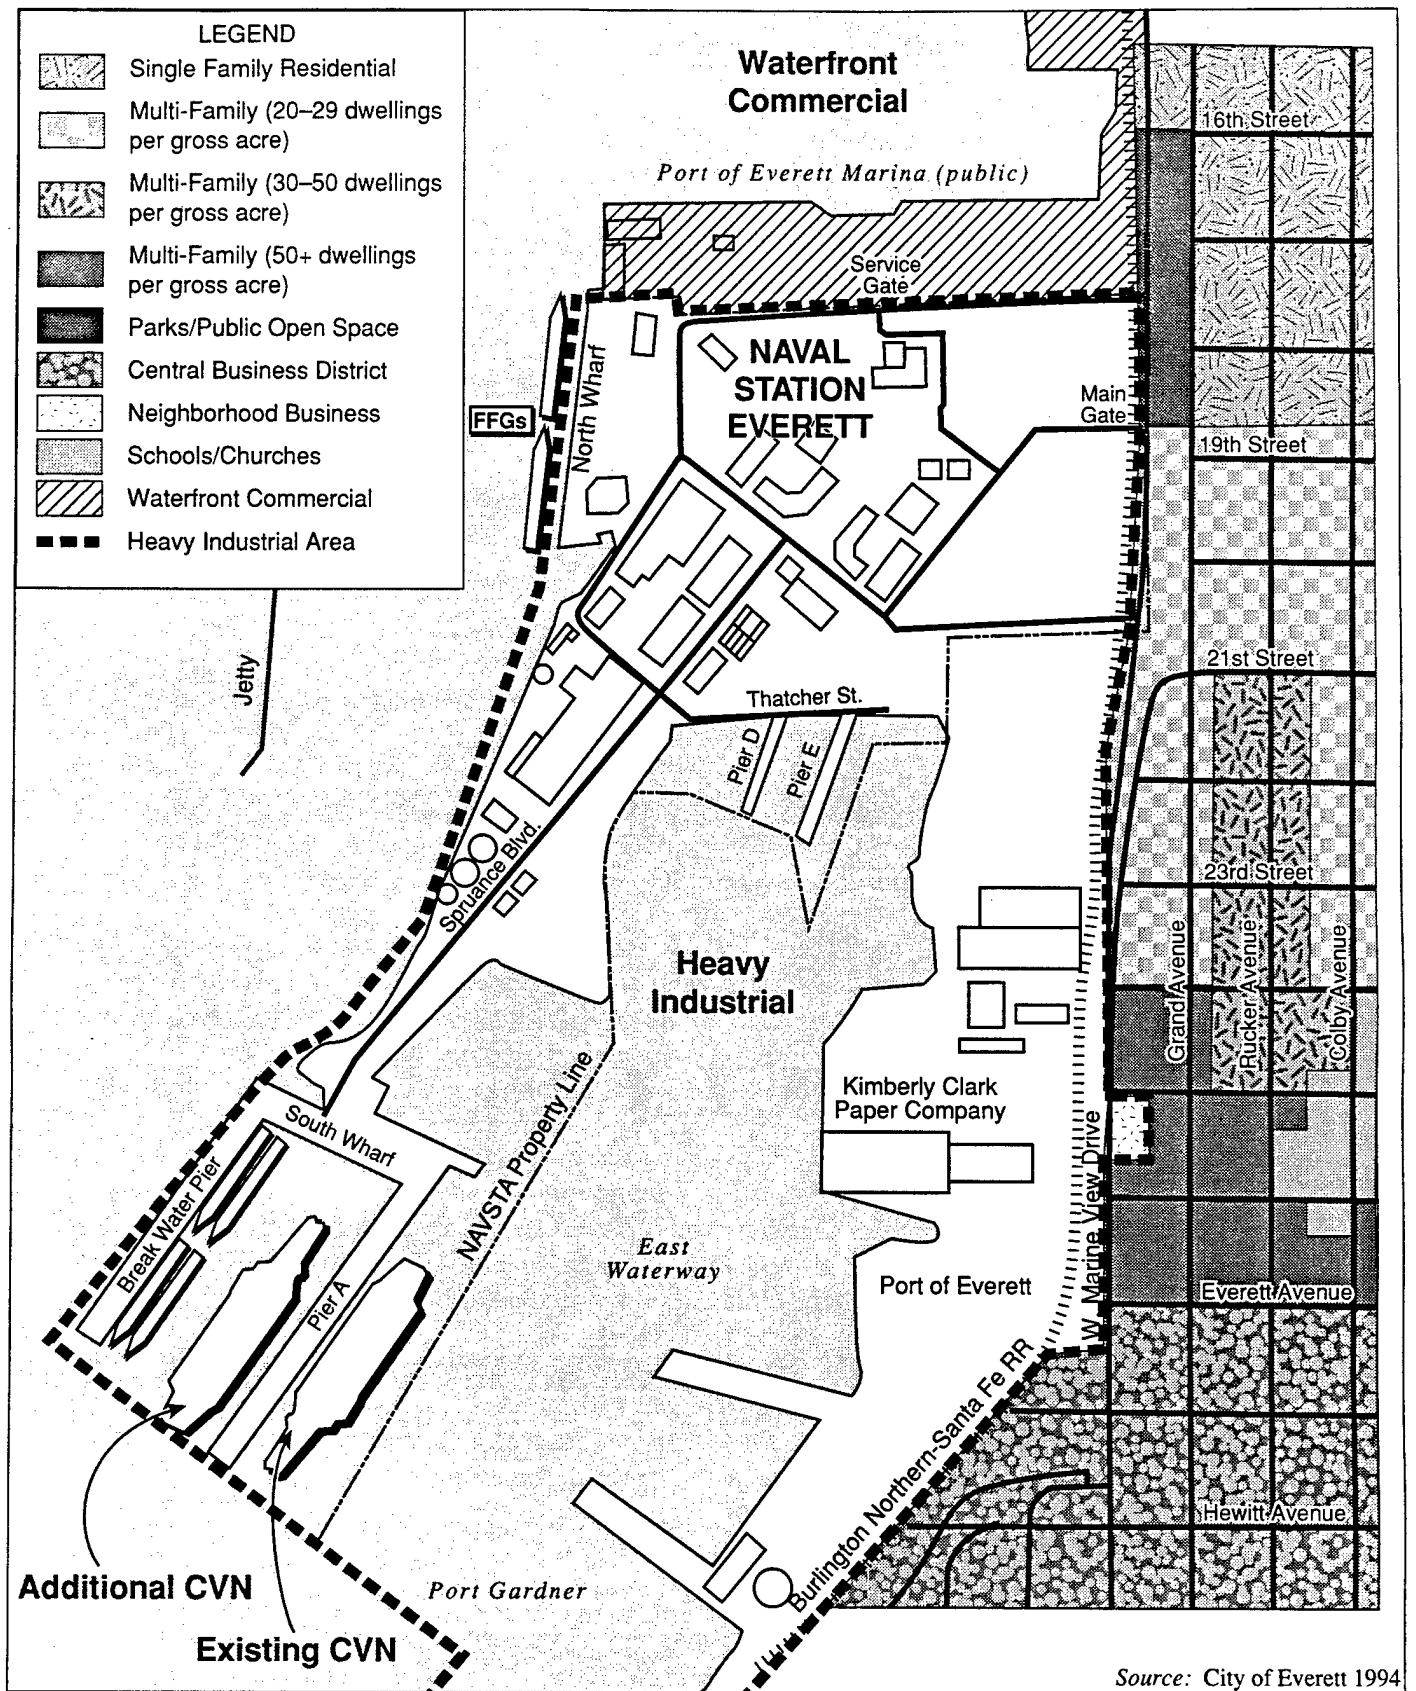 LEGEND
Single Family Residential
Multi-Family (20–29 dwellings
per gross acre)
Multi-Family (30–50 dwellings
per gross acre)
Multi-Family (50+ dwellings
per gross acre)
Parks/Public Open Space
Central Business District
Neighborhood Business
Schools/Churches
Waterfront Commercial
Heavy Industrial Area
Waterfront
Commercial
Port of Everett Marina (public)
16th Street
Service
Gate
NAVAL
STATION
EVERETT
North Wharf
FFGs
Main
Gate
19th Street
Jetty
21st Street
Thatcher St.
Pier D
Pier E
Spruance Blvd.
23rd Street
Heavy
Industrial
Grand Avenue
Rucker Avenue
Colby Avenue
Kimberly Clark
Paper Company
South Wharf
NAVSTA Property Line
W. Marine View Drive
Break Water Pier
Pier A
East
Waterway
Port of Everett
Everett Avenue
Burlington Northern-Santa Fe RR
Hewitt Avenue
Additional CVN
Port Gardner
Existing CVN
Source: City of Everett 1994